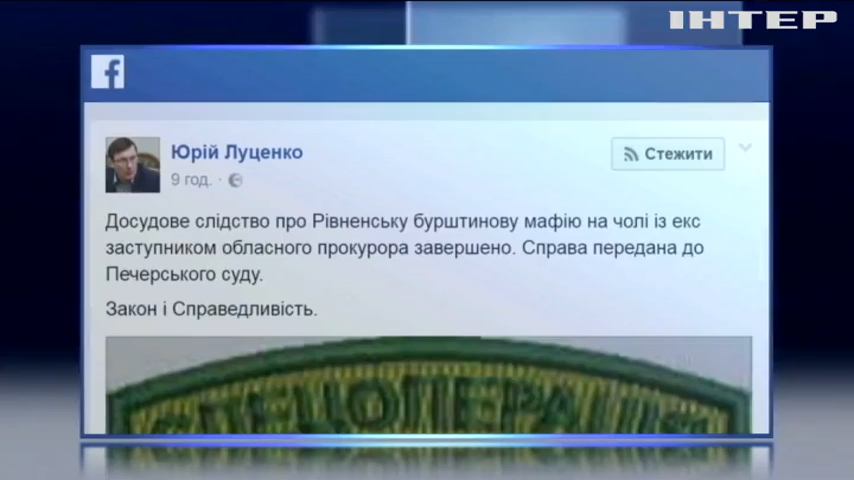 ІНТЕР
f
Юрій Луценко
Стежити
9 год. ·
Досудове слідство про Рівненську бурштинову мафію на чолі із екс
заступником обласного прокурора завершено. Справа передана до
Печерського суду.
Закон і Справедливість.